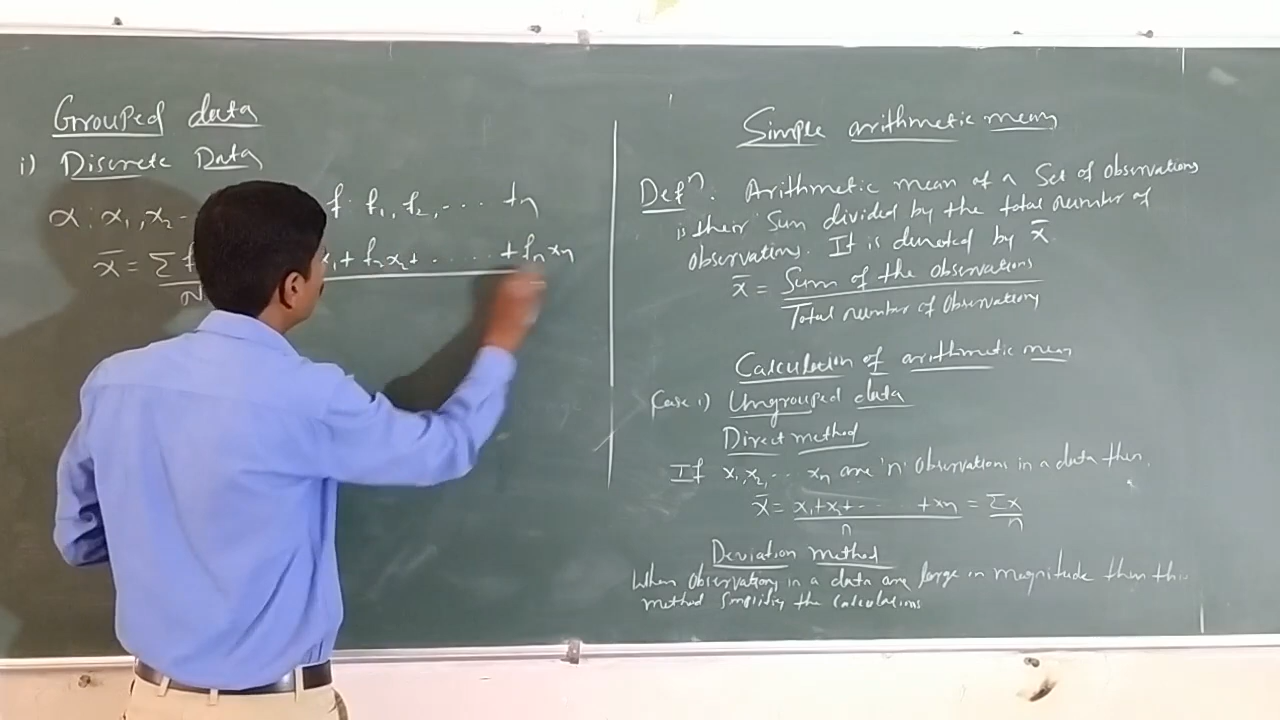 Grouped data
i) Discrete Data
x : x₁, x₂ - f : f₁, f₂, ... fn
x̄ = Σf x₁ + f₂x₂ + ..... + fnxn
N
Simple arithmetic mean
Defⁿ: Arithmetic mean of a Set of observations
is their Sum divided by the total number of
observations. It is denoted by x̄
x̄ = Sum of the observations
Total number of observations
Calculation of arithmetic mean
Case 1) Ungrouped data
Direct method
If x₁, x₂, ... xn are 'n' observations in a data then
x̄ = x₁+x₂+ ... +xn = Σx
n n
Deviation method
When observations in a data are large in magnitude then this
method simplify the calculations